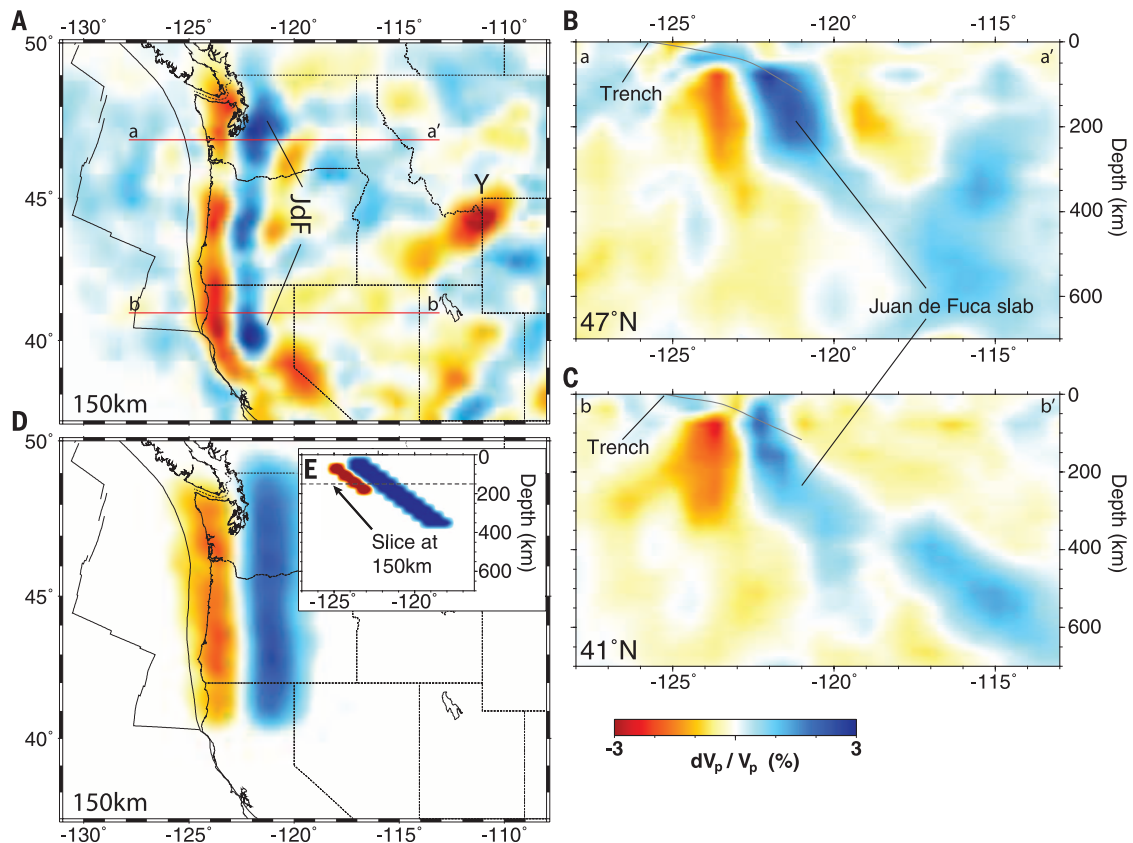 A
-130˚ -125˚ -120˚ -115˚ -110˚
50˚
45˚
40˚
a a′
b b′
JdF
Y
150km
B
-125˚ -120˚ -115˚
a a′
Trench
0
200
400
600
Depth (km)
47˚N
Juan de Fuca slab
-125˚ -120˚ -115˚
C
b b′
Trench
0
200
400
600
Depth (km)
41˚N
-125˚ -120˚ -115˚
D
50˚
45˚
40˚
150km
-130˚ -125˚ -120˚ -115˚ -110˚
E
Slice at
150km
0
200
400
600
Depth (km)
-125˚ -120˚
-3 3
dVp / Vp (%)